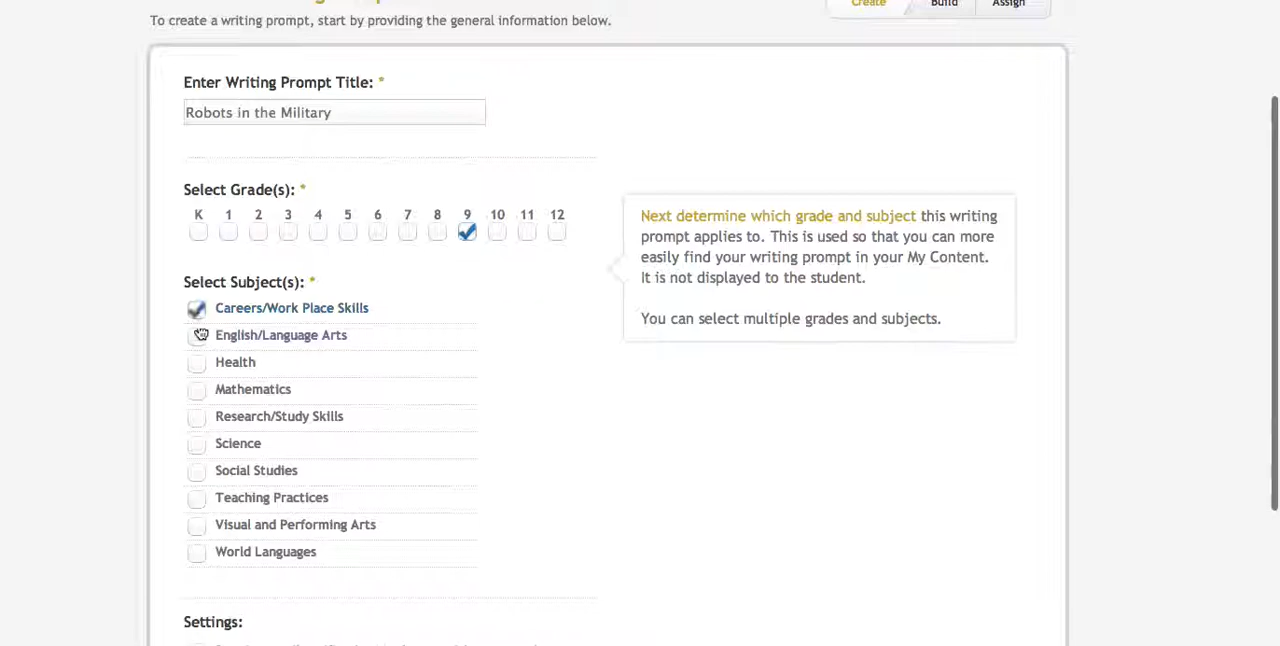 To create a writing prompt, start by providing the general information below.
Create Build Assign
Enter Writing Prompt Title: *
Robots in the Military
Select Grade(s): *
K 1 2 3 4 5 6 7 8 9 10 11 12
Next determine which grade and subject this writing
prompt applies to. This is used so that you can more
easily find your writing prompt in your My Content.
It is not displayed to the student.
You can select multiple grades and subjects.
Select Subject(s): *
Careers/Work Place Skills
English/Language Arts
Health
Mathematics
Research/Study Skills
Science
Social Studies
Teaching Practices
Visual and Performing Arts
World Languages
Settings: